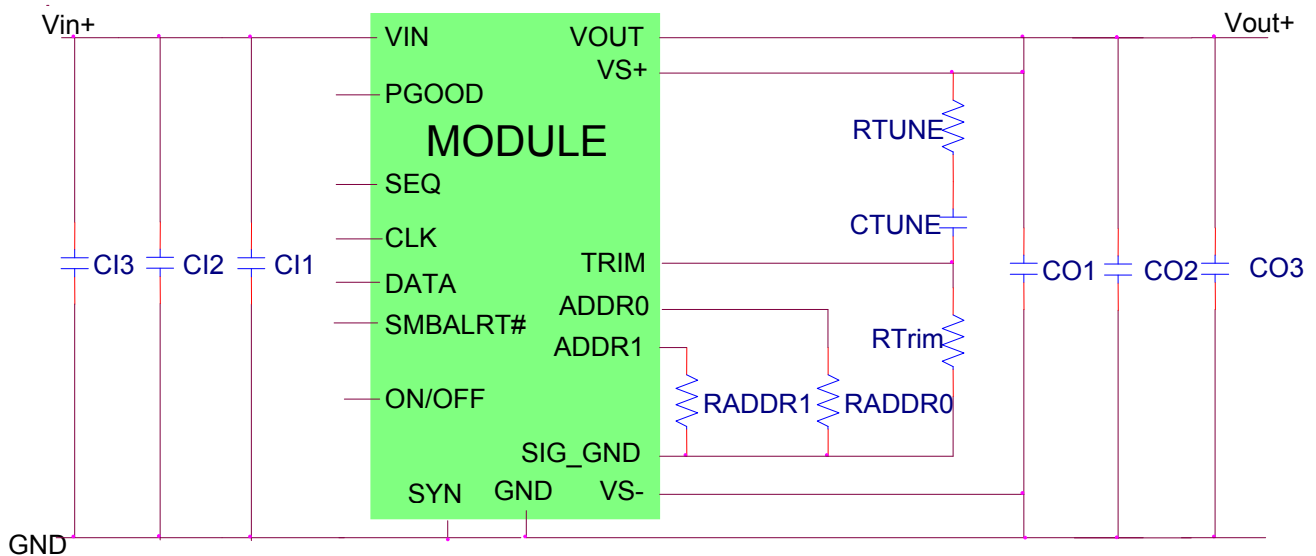 Vin+
VIN
VOUT
Vout+
VS+
PGOOD
RTUNE
MODULE
SEQ
CTUNE
CLK
TRIM
CI3
CI2
CI1
CO1
CO2
CO3
DATA
ADDR0
SMBALRT#
RTrim
ADDR1
ON/OFF
RADDR1
RADDR0
SIG_GND
SYN
GND
VS-
GND